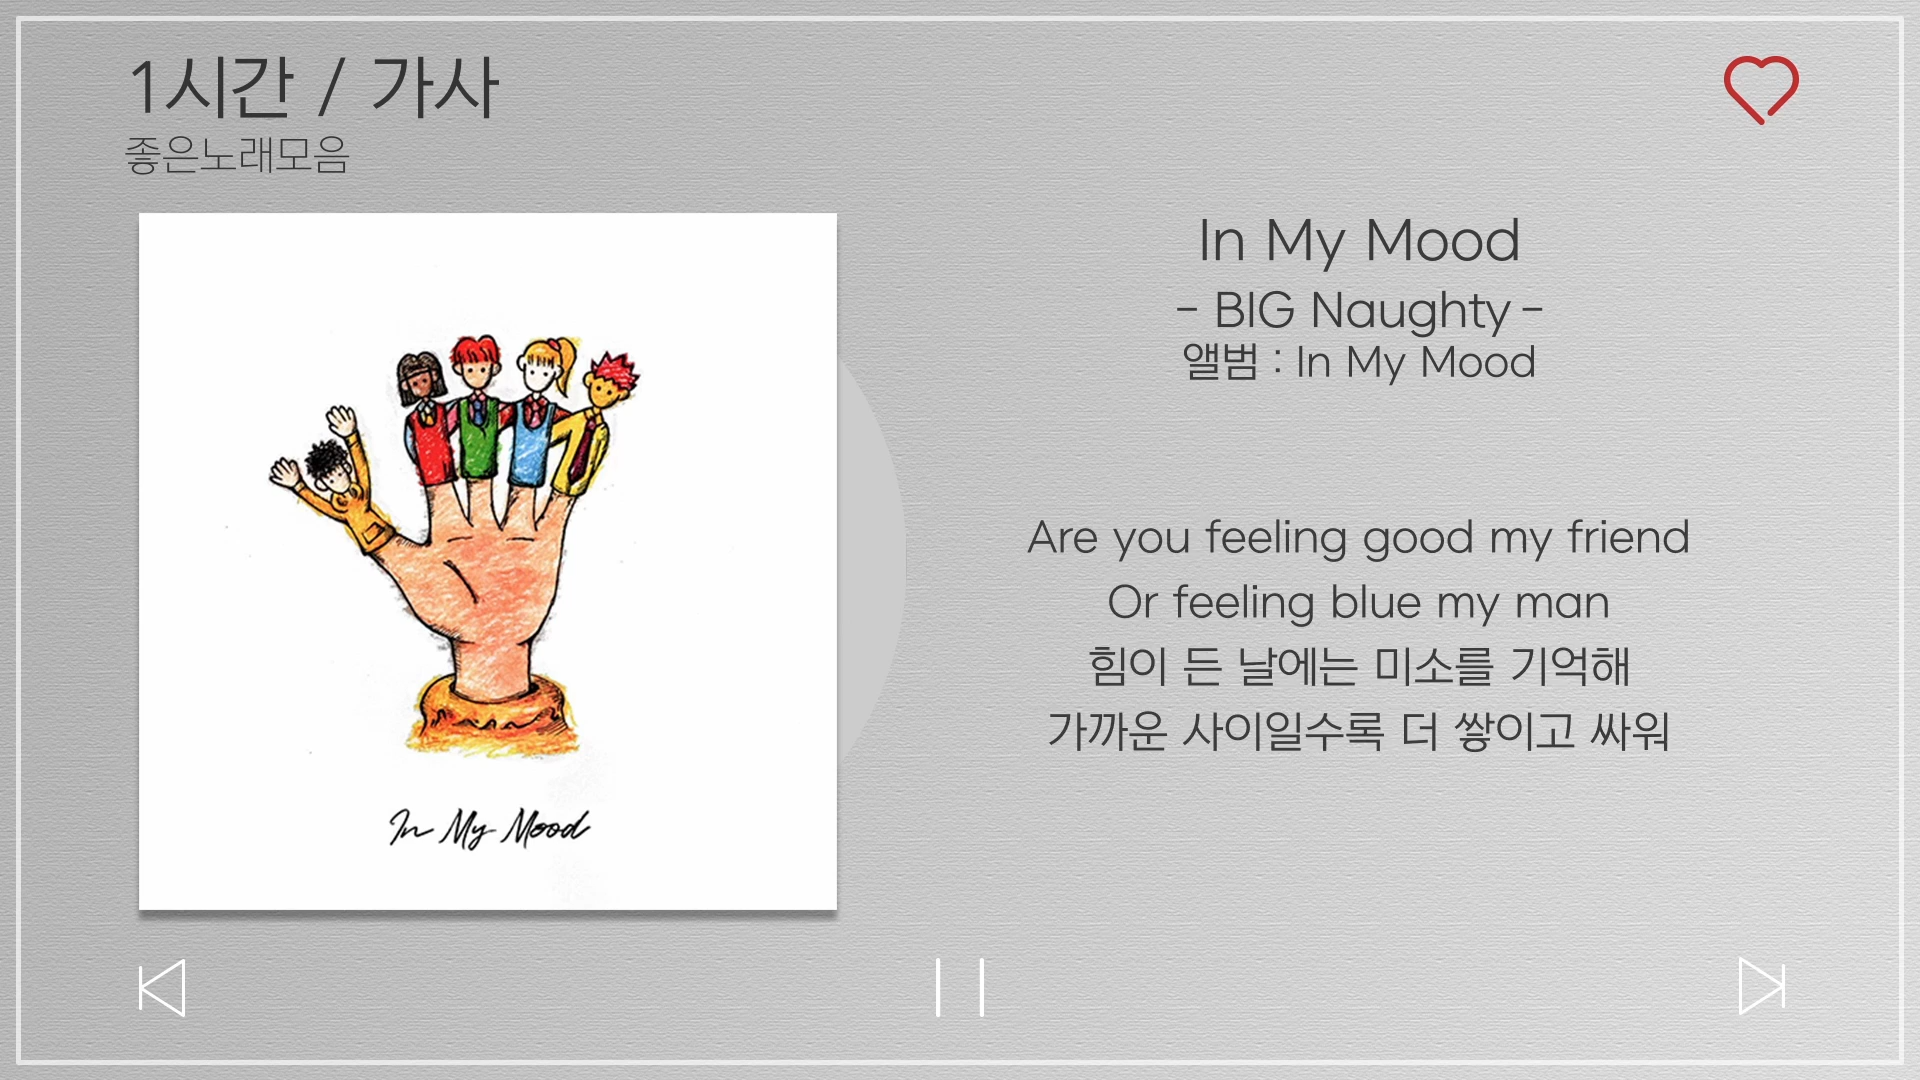 1시간 / 가사
좋은노래모음
In My Mood
- BIG Naughty -
앨범 : In My Mood
Are you feeling good my friend
Or feeling blue my man
힘이 든 날에는 미소를 기억해
가까운 사이일수록 더 쌓이고 싸워
In My Mood